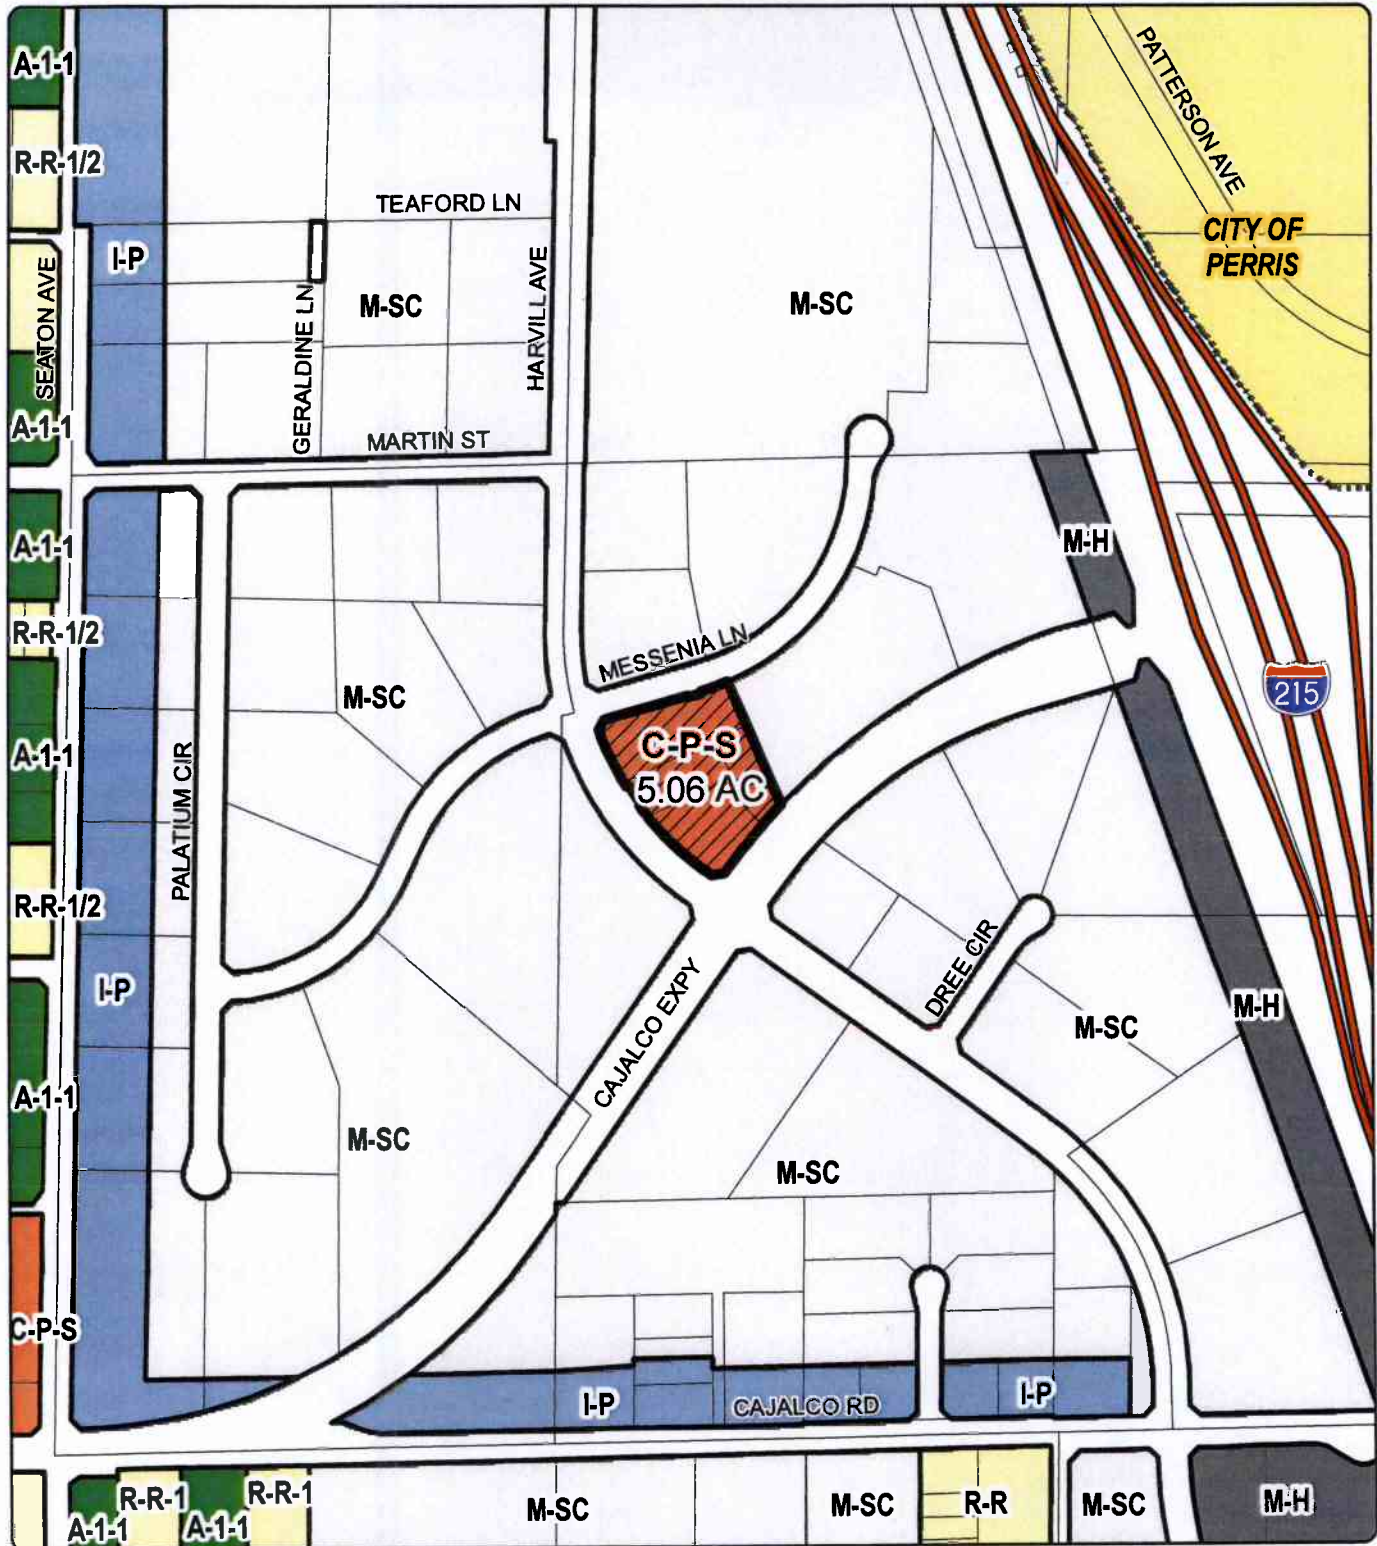 A-1-1
PATTERSON AVE
R-R-1/2
TEAFORD LN
CITY OF
PERRIS
I-P
SEATON AVE
GERALDINE LN
M-SC
HARVILL AVE
M-SC
A-1-1
MARTIN ST
A-1-1
M-H
R-R-1/2
MESSENIA LN
M-SC
215
A-1-1
PALATIUM CIR
C-P-S
5.06 AC
R-R-1/2
I-P
CAJALCO EXPY
DREE CIR
M-SC
M-H
A-1-1
M-SC
M-SC
C-P-S
I-P
CAJALCO RD
I-P
R-R-1
R-R-1
A-1-1
A-1-1
M-SC
M-SC
R-R
M-SC
M-H